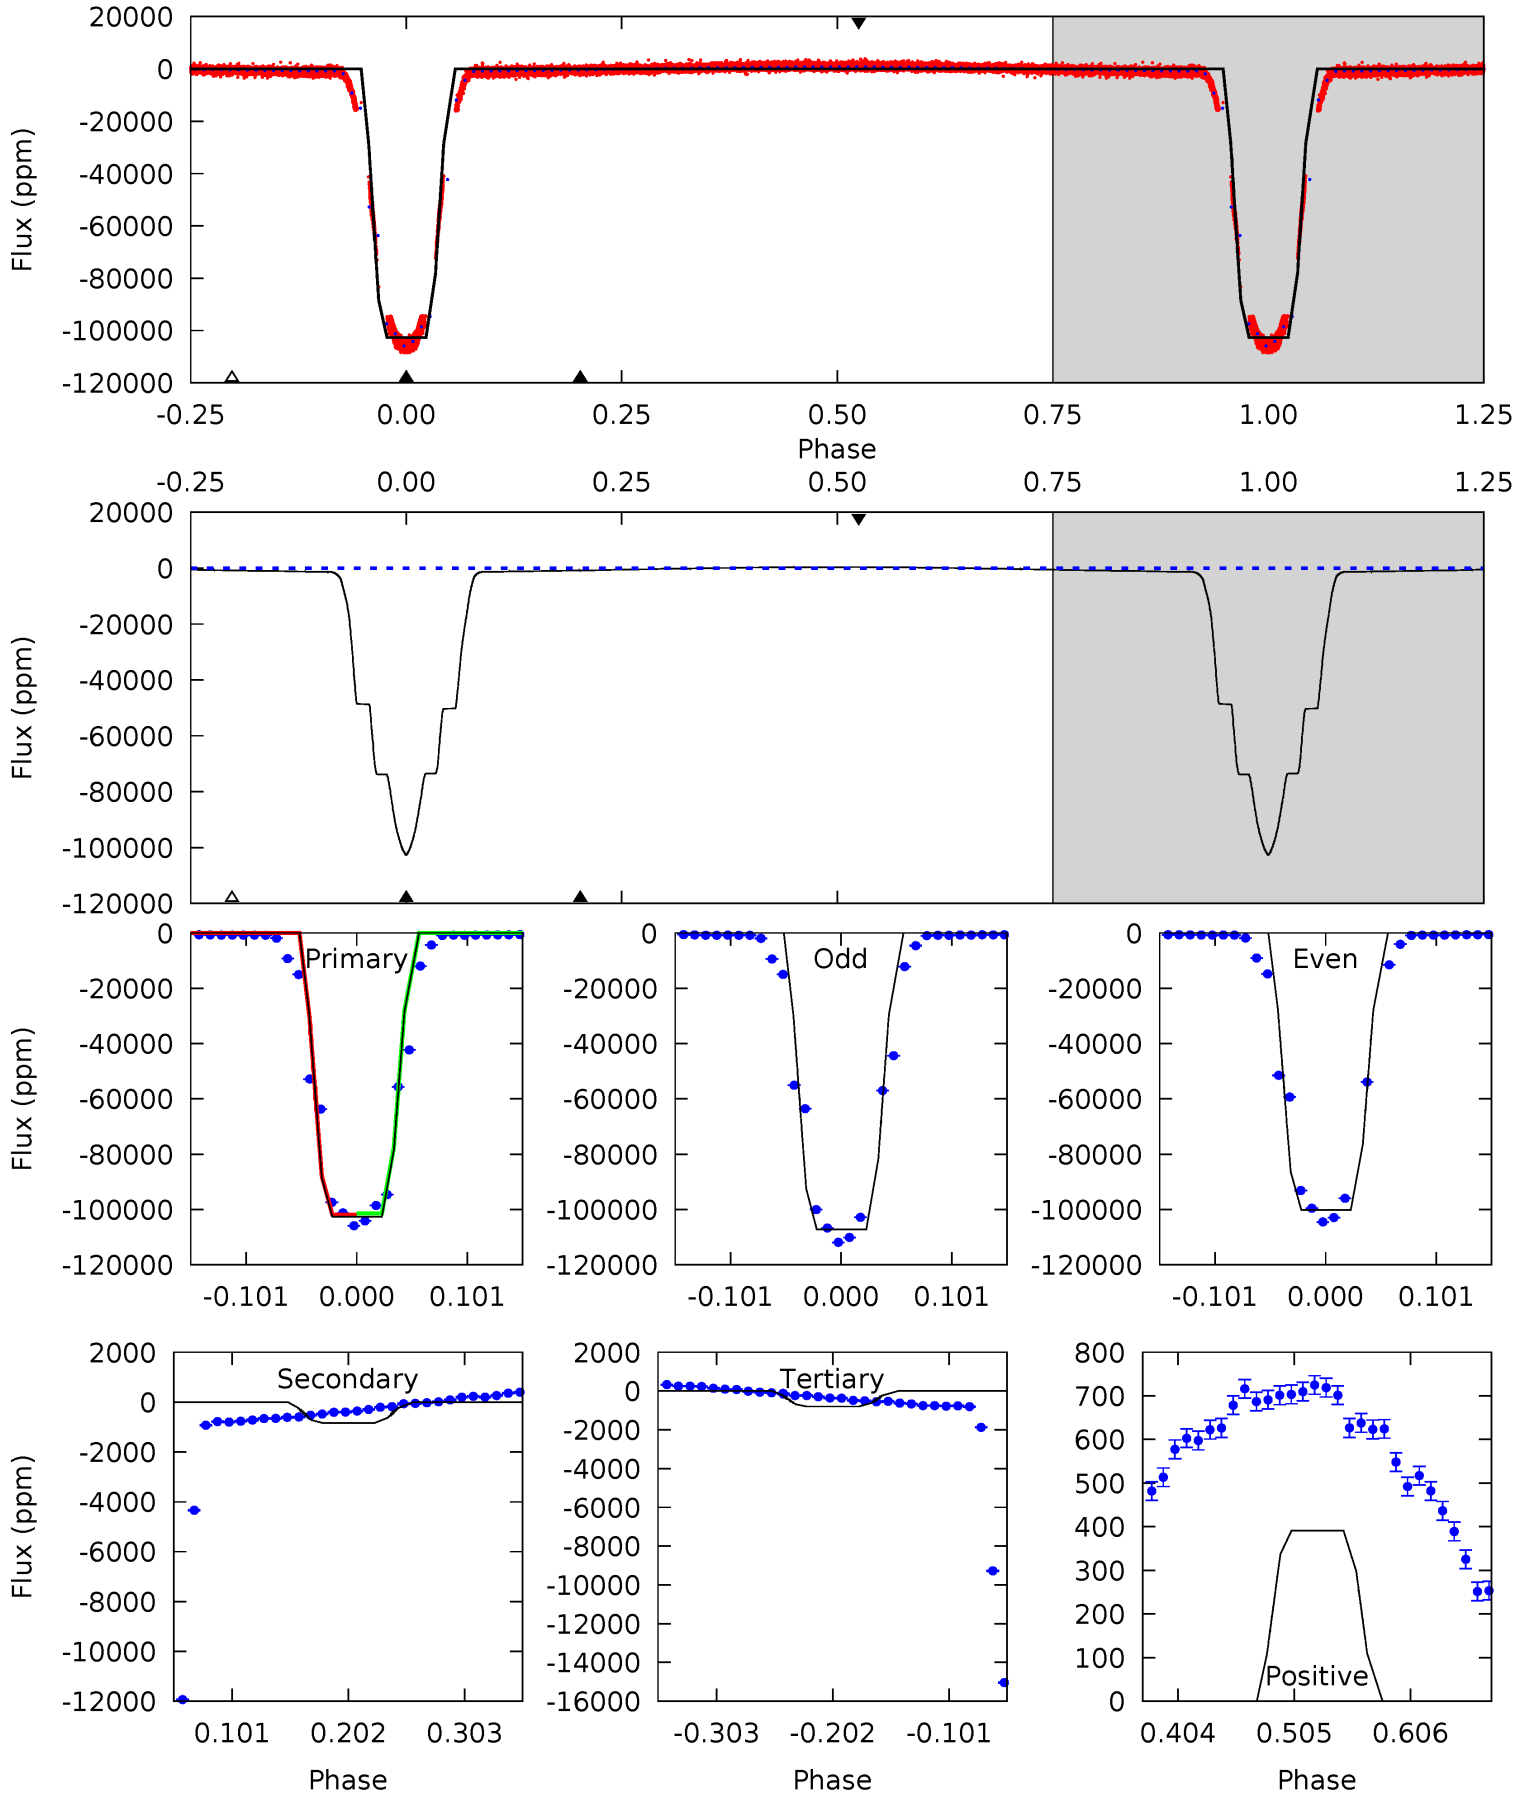 20000
0
-20000
-40000
-60000
-80000
-100000
-120000
Flux (ppm)
-0.25 0.00 0.25 0.50 0.75 1.00 1.25
Phase
-0.25 0.00 0.25 0.50 0.75 1.00 1.25
20000
0
-20000
-40000
-60000
-80000
-100000
-120000
Flux (ppm)
Primary
0
-20000
-40000
-60000
-80000
-100000
-120000
Flux (ppm)
-0.101 0.000 0.101
Odd
0
-20000
-40000
-60000
-80000
-100000
-120000
-0.101 0.000 0.101
Even
0
-20000
-40000
-60000
-80000
-100000
-120000
-0.101 0.000 0.101
Secondary
2000
0
-2000
-4000
-6000
-8000
-10000
-12000
Flux (ppm)
0.101 0.202 0.303
Phase
Tertiary
2000
0
-2000
-4000
-6000
-8000
-10000
-12000
-14000
-16000
-0.303 -0.202 -0.101
Phase
800
700
600
500
400
300
200
100
0
Positive
0.404 0.505 0.606
Phase